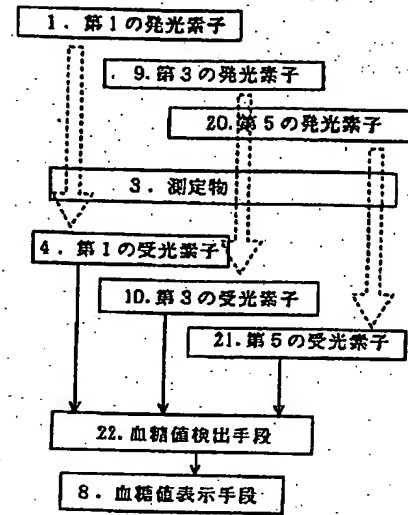 1．第1の発光素子
9．第3の発光素子
20．第5の発光素子
3．測定物
4．第1の受光素子
10．第3の受光素子
21．第5の受光素子
22．血糖値検出手段
8．血糖値表示手段